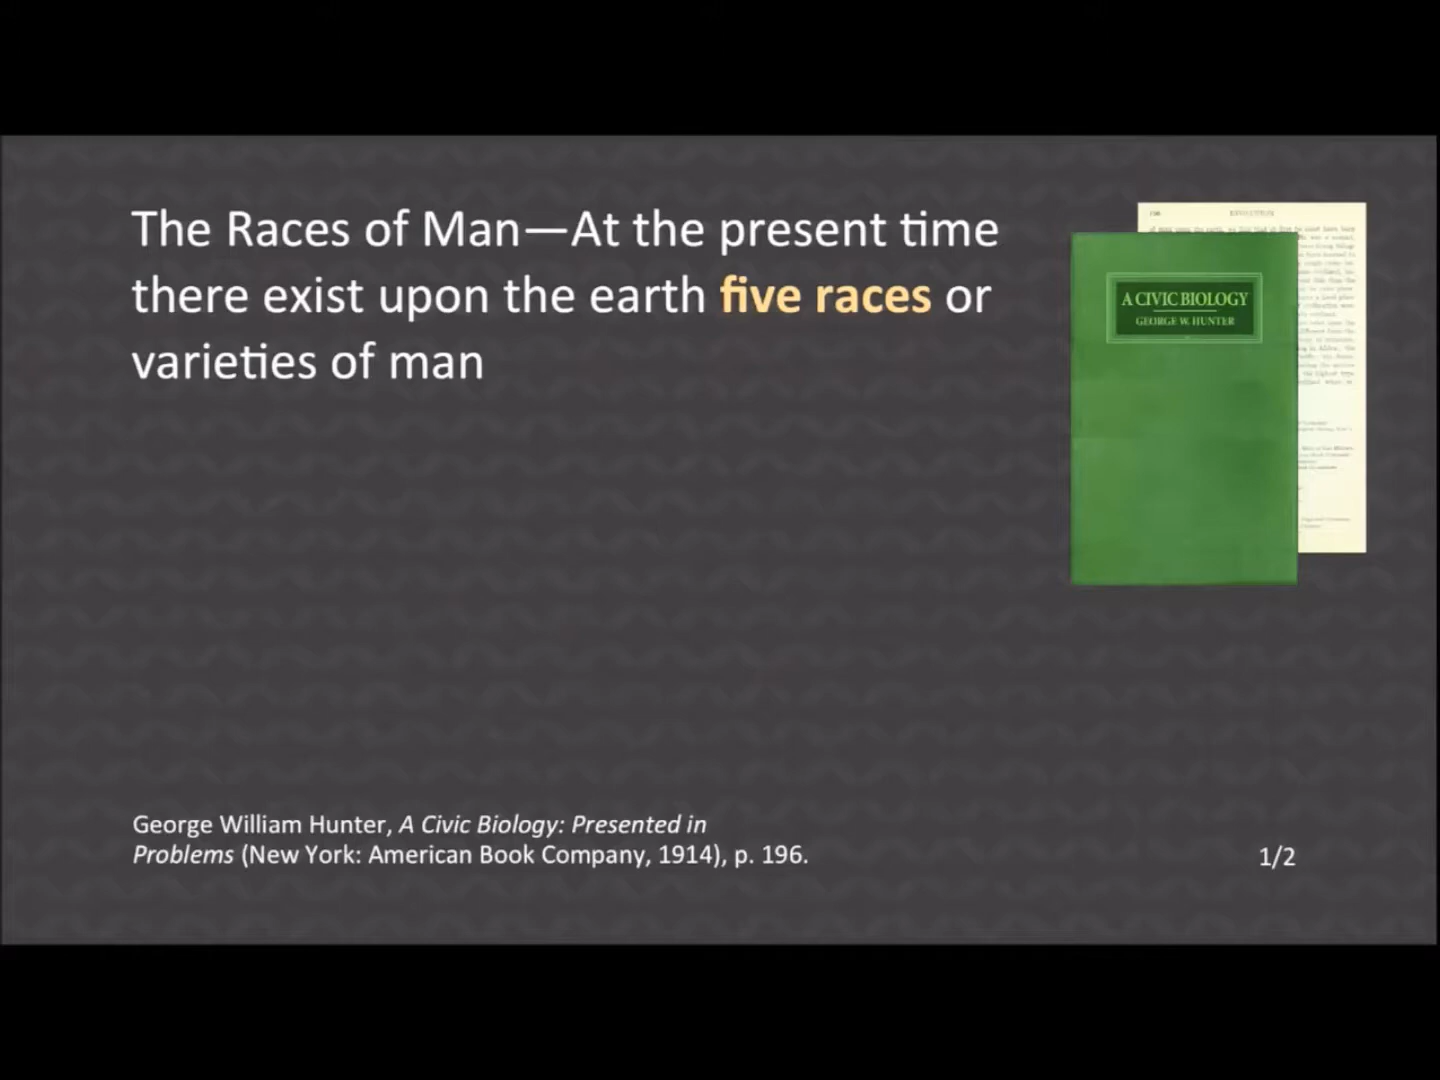 The Races of Man—At the present time
there exist upon the earth five races or
varieties of man
A CIVIC BIOLOGY
GEORGE W. HUNTER
George William Hunter, A Civic Biology: Presented in
Problems (New York: American Book Company, 1914), p. 196.
1/2